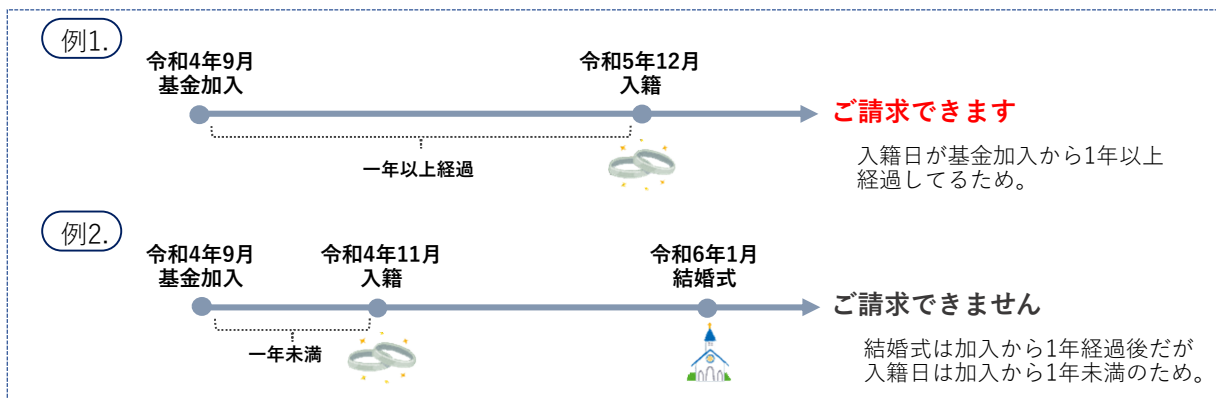 例1.
令和4年9月
基金加入
令和5年12月
入籍
一年以上経過
ご請求できます
入籍日が基金加入から1年以上
経過してるため。
例2.
令和4年9月
基金加入
令和4年11月
入籍
令和6年1月
結婚式
一年未満
ご請求できません
結婚式は加入から1年経過後だが
入籍日は加入から1年未満のため。